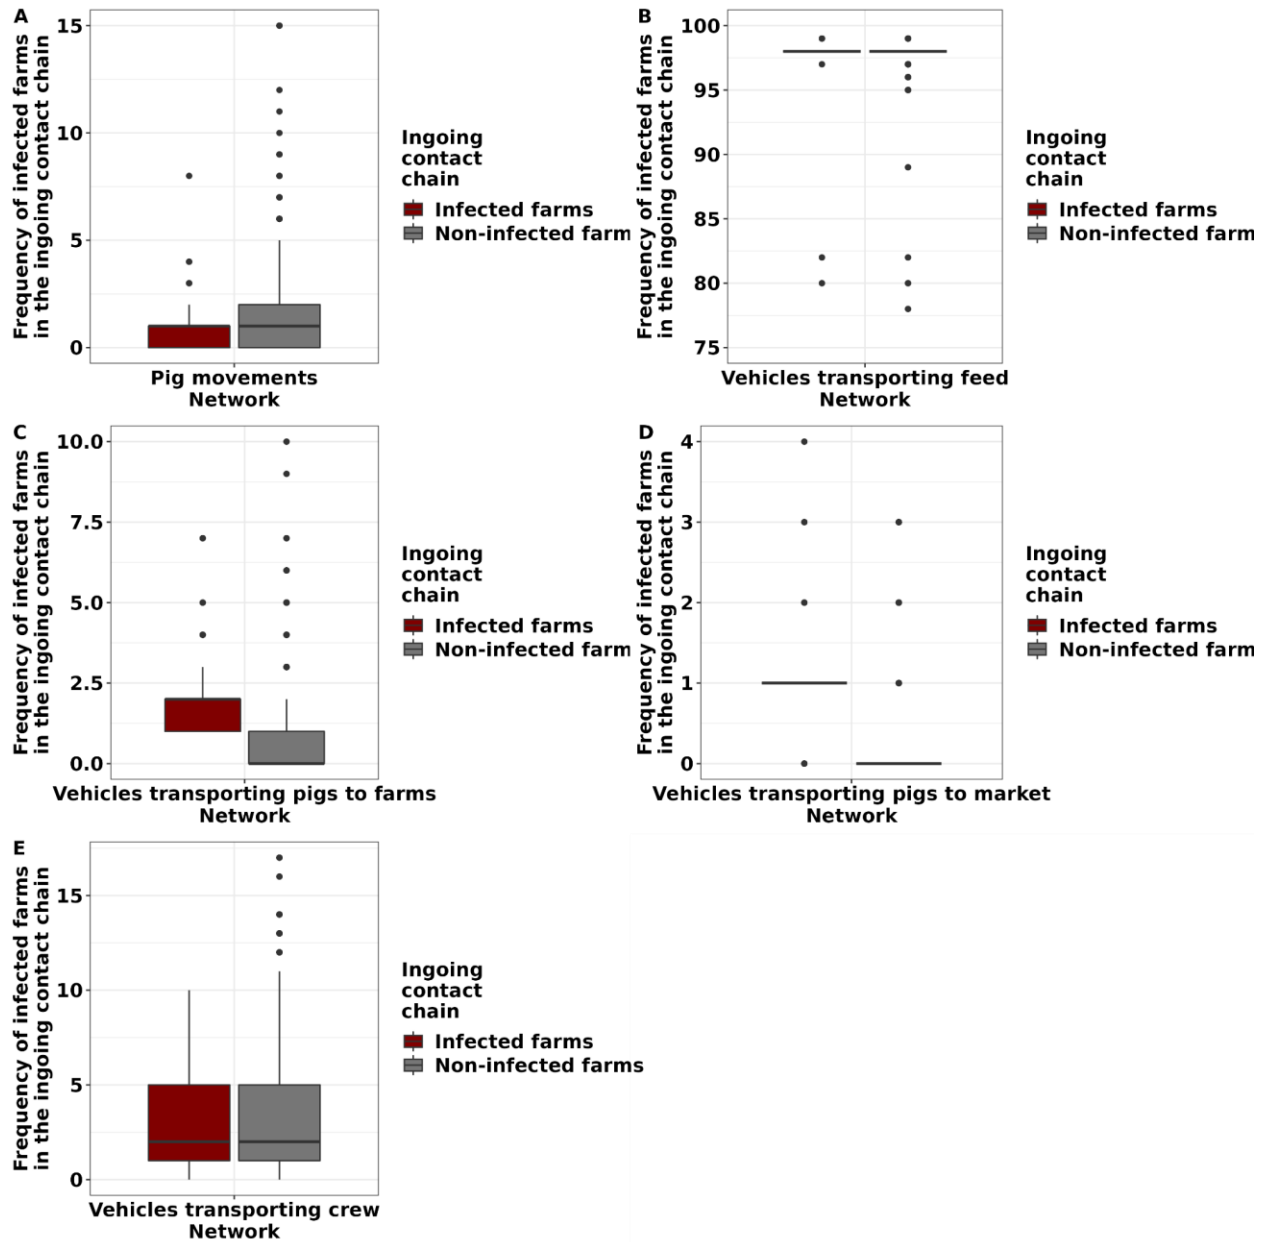 A
Frequency of infected farms
in the ingoing contact chain
15
10
5
0
Pig movements
Network
Ingoing
contact
chain
Infected farms
Non-infected farm
B
Frequency of infected farms
in the ingoing contact chain
100
95
90
85
80
75
Vehicles transporting feed
Network
Ingoing
contact
chain
Infected farms
Non-infected farm
C
Frequency of infected farms
in the ingoing contact chain
10.0
7.5
5.0
2.5
0.0
Vehicles transporting pigs to farms
Network
Ingoing
contact
chain
Infected farms
Non-infected farm
D
Frequency of infected farms
in the ingoing contact chain
4
3
2
1
0
Vehicles transporting pigs to market
Network
Ingoing
contact
chain
Infected farms
Non-infected farm
E
Frequency of infected farms
in the ingoing contact chain
15
10
5
0
Vehicles transporting crew
Network
Ingoing
contact
chain
Infected farms
Non-infected farms